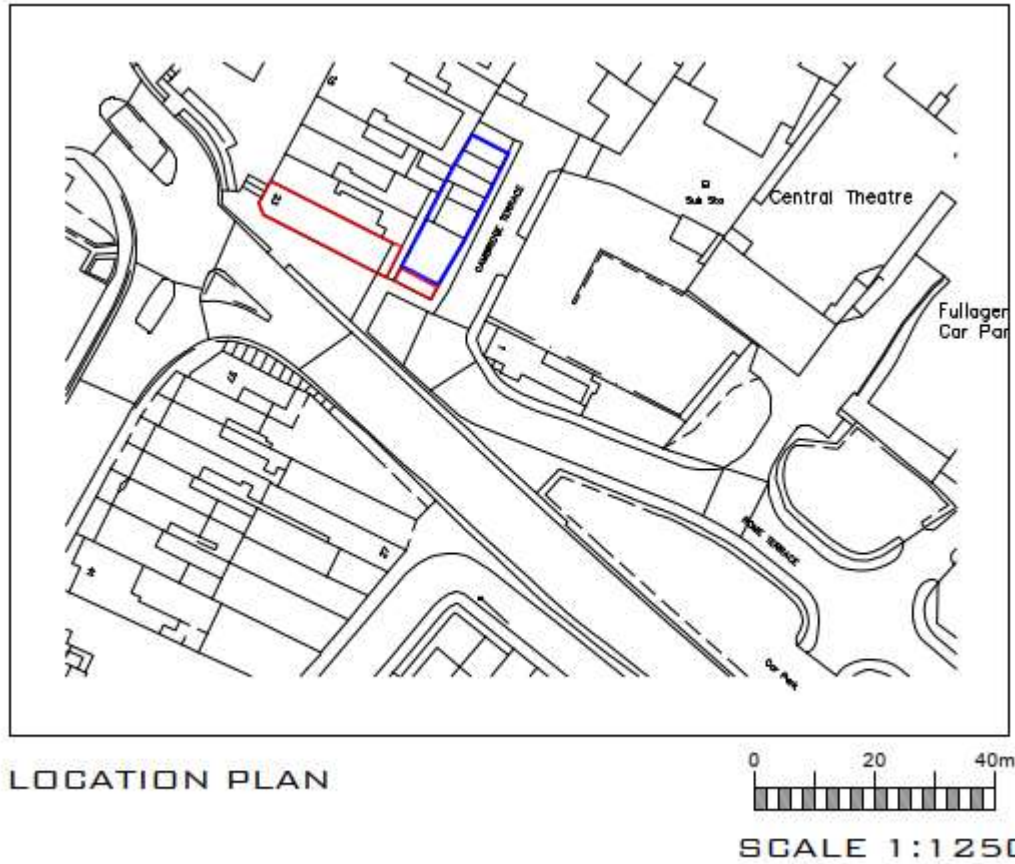 Sub Sta
Central Theatre
CAMBRIDGE TERRACE
Fullagen
Car Par
HOME TERRACE
Car Park
LOCATION PLAN
0 20 40m
SCALE 1:1250